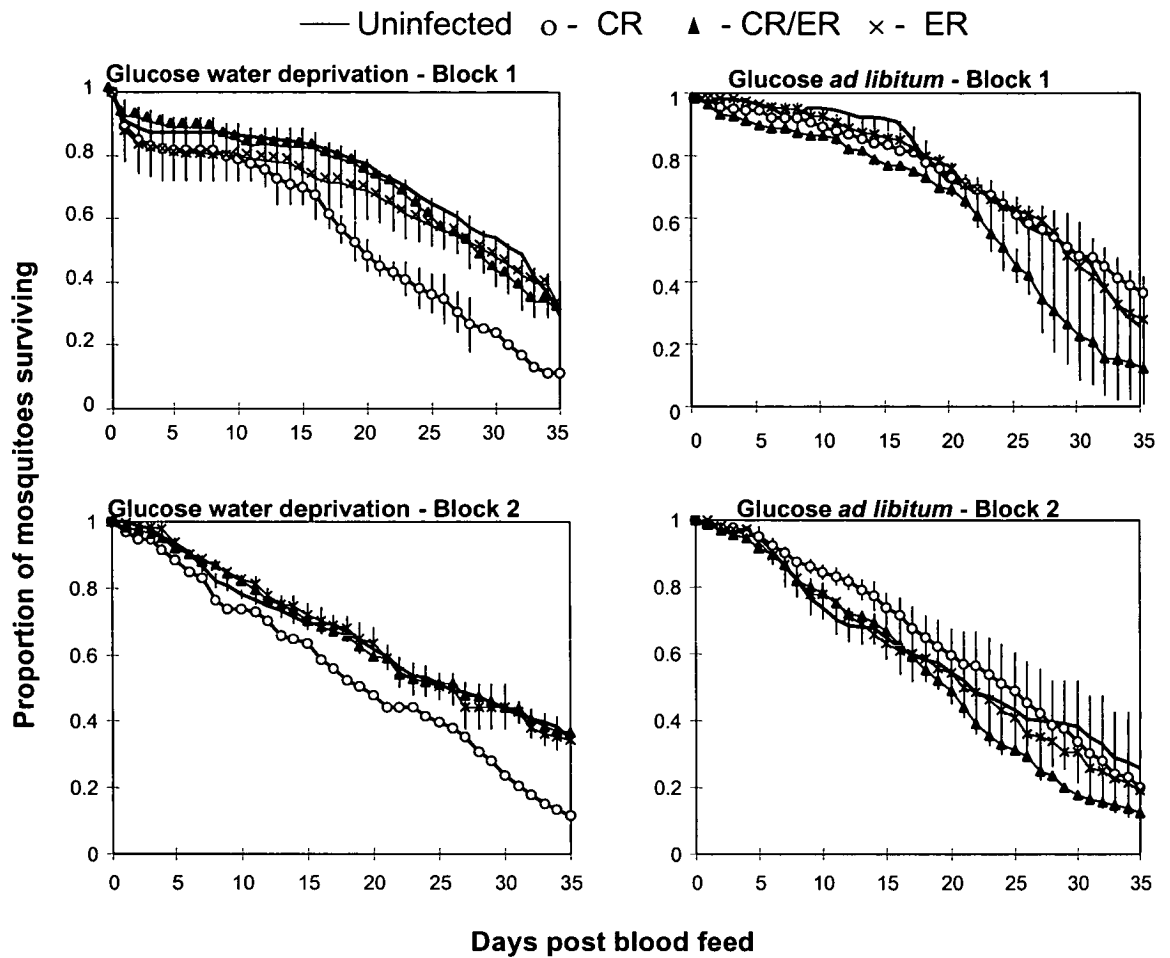 Uninfected o - CR ▲ - CR/ER × - ER
Glucose water deprivation - Block 1
Glucose ad libitum - Block 1
1
0.8
0.6
0.4
0.2
0
0 5 10 15 20 25 30 35
1
0.8
0.6
0.4
0.2
0
0 5 10 15 20 25 30 35
Proportion of mosquitoes surviving
Glucose water deprivation - Block 2
Glucose ad libitum - Block 2
1
0.8
0.6
0.4
0.2
0
0 5 10 15 20 25 30 35
1
0.8
0.6
0.4
0.2
0
0 5 10 15 20 25 30 35
Days post blood feed